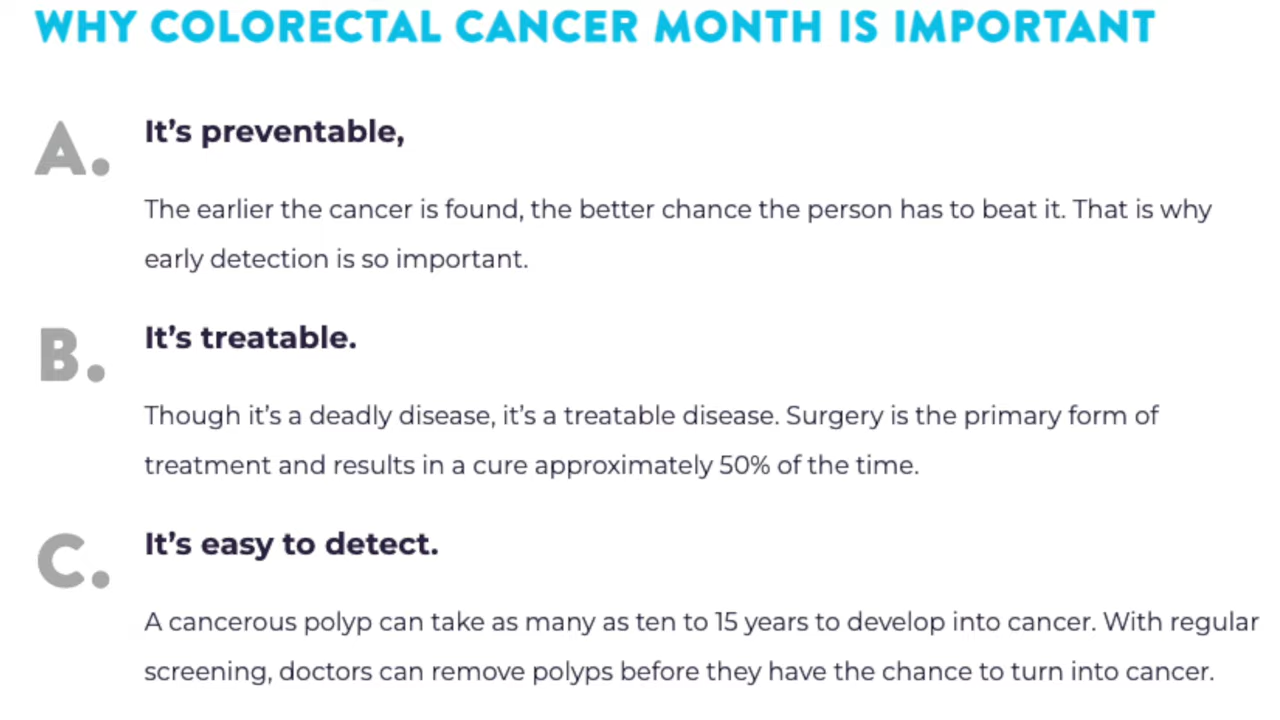 WHY COLORECTAL CANCER MONTH IS IMPORTANT
A.
It's preventable,
The earlier the cancer is found, the better chance the person has to beat it. That is why
early detection is so important.
B.
It's treatable.
Though it's a deadly disease, it's a treatable disease. Surgery is the primary form of
treatment and results in a cure approximately 50% of the time.
C.
It's easy to detect.
A cancerous polyp can take as many as ten to 15 years to develop into cancer. With regular
screening, doctors can remove polyps before they have the chance to turn into cancer.